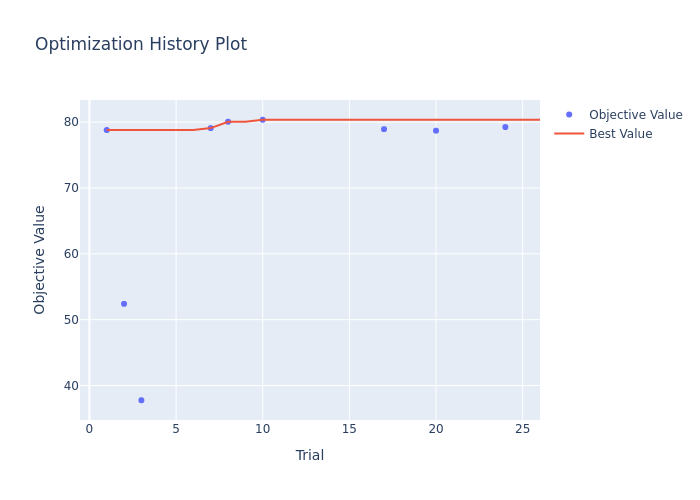 Optimization History Plot
Objective Value
Best Value
80
70
60
50
40
Objective Value
0 5 10 15 20 25
Trial